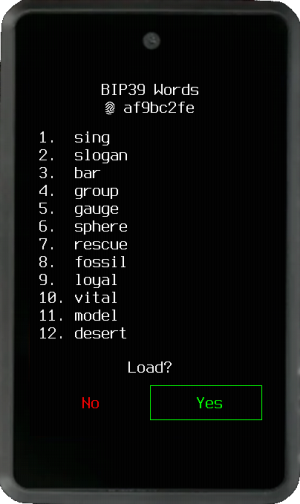 BIP39 Words
af9bc2fe
1. sing
2. slogan
3. bar
4. group
5. gauge
6. sphere
7. rescue
8. fossil
9. loyal
10. vital
11. model
12. desert
Load?
No Yes